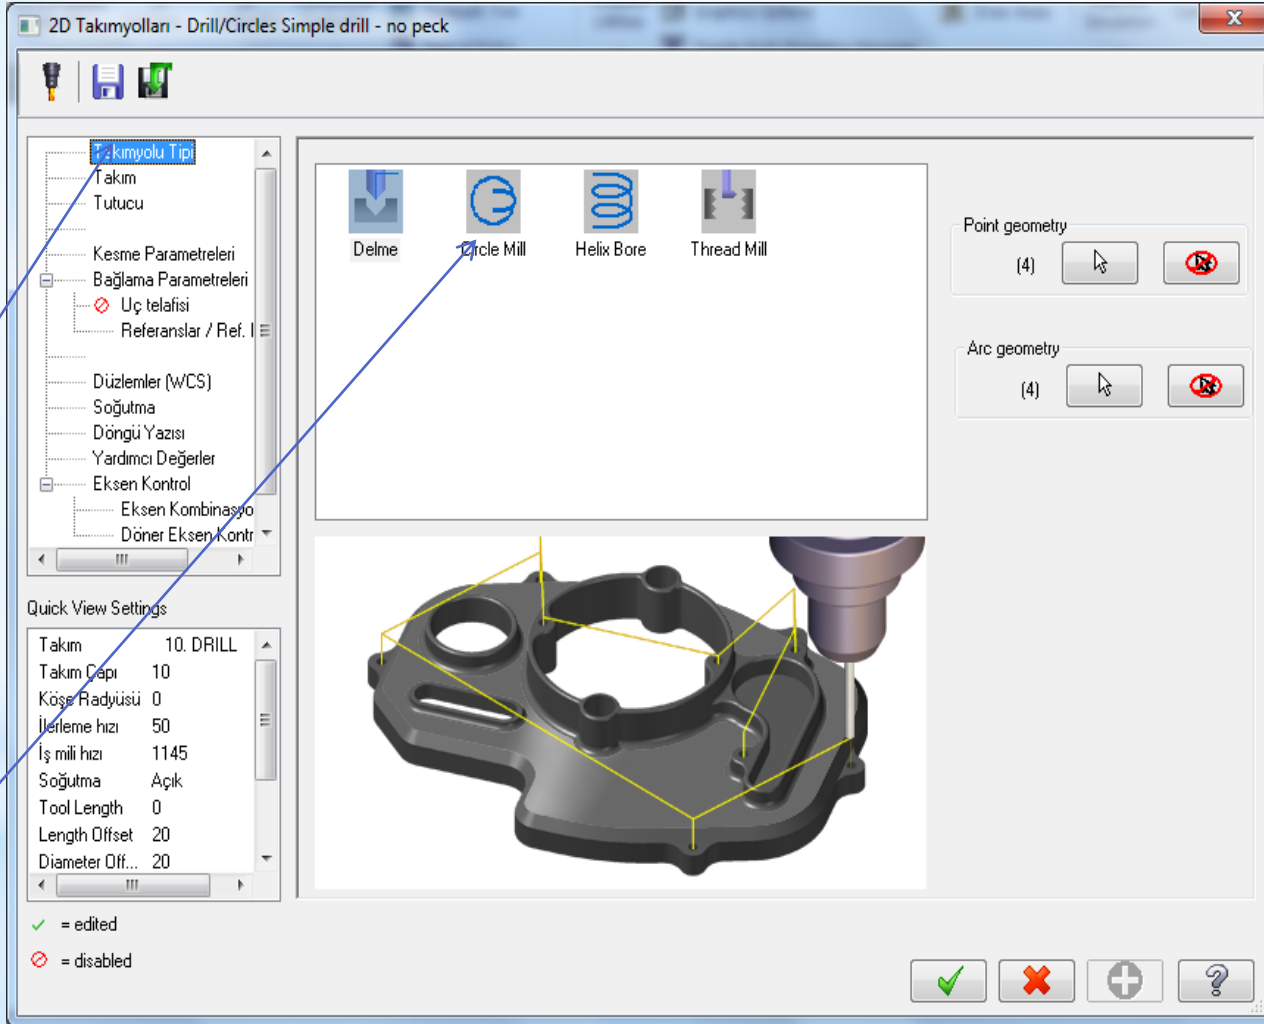 2D Takımyolları - Drill/Circles Simple drill - no peck
Takımyolu Tipi
Takım
Tutucu
Kesme Parametreleri
Bağlama Parametreleri
Uç telafisi
Referanslar / Ref. I
Düzlemler (WCS)
Soğutma
Döngü Yazısı
Yardımcı Değerler
Eksen Kontrol
Eksen Kombinasyo
Döner Eksen Kontr
Delme
Circle Mill
Helix Bore
Thread Mill
Point geometry
(4)
Arc geometry
(4)
Quick View Settings
Takım 10. DRILL
Takım Çapı 10
Köşe Radyüsü 0
İlerleme hızı 50
İş mili hızı 1145
Soğutma Açık
Tool Length 0
Length Offset 20
Diameter Off... 20
= edited
= disabled